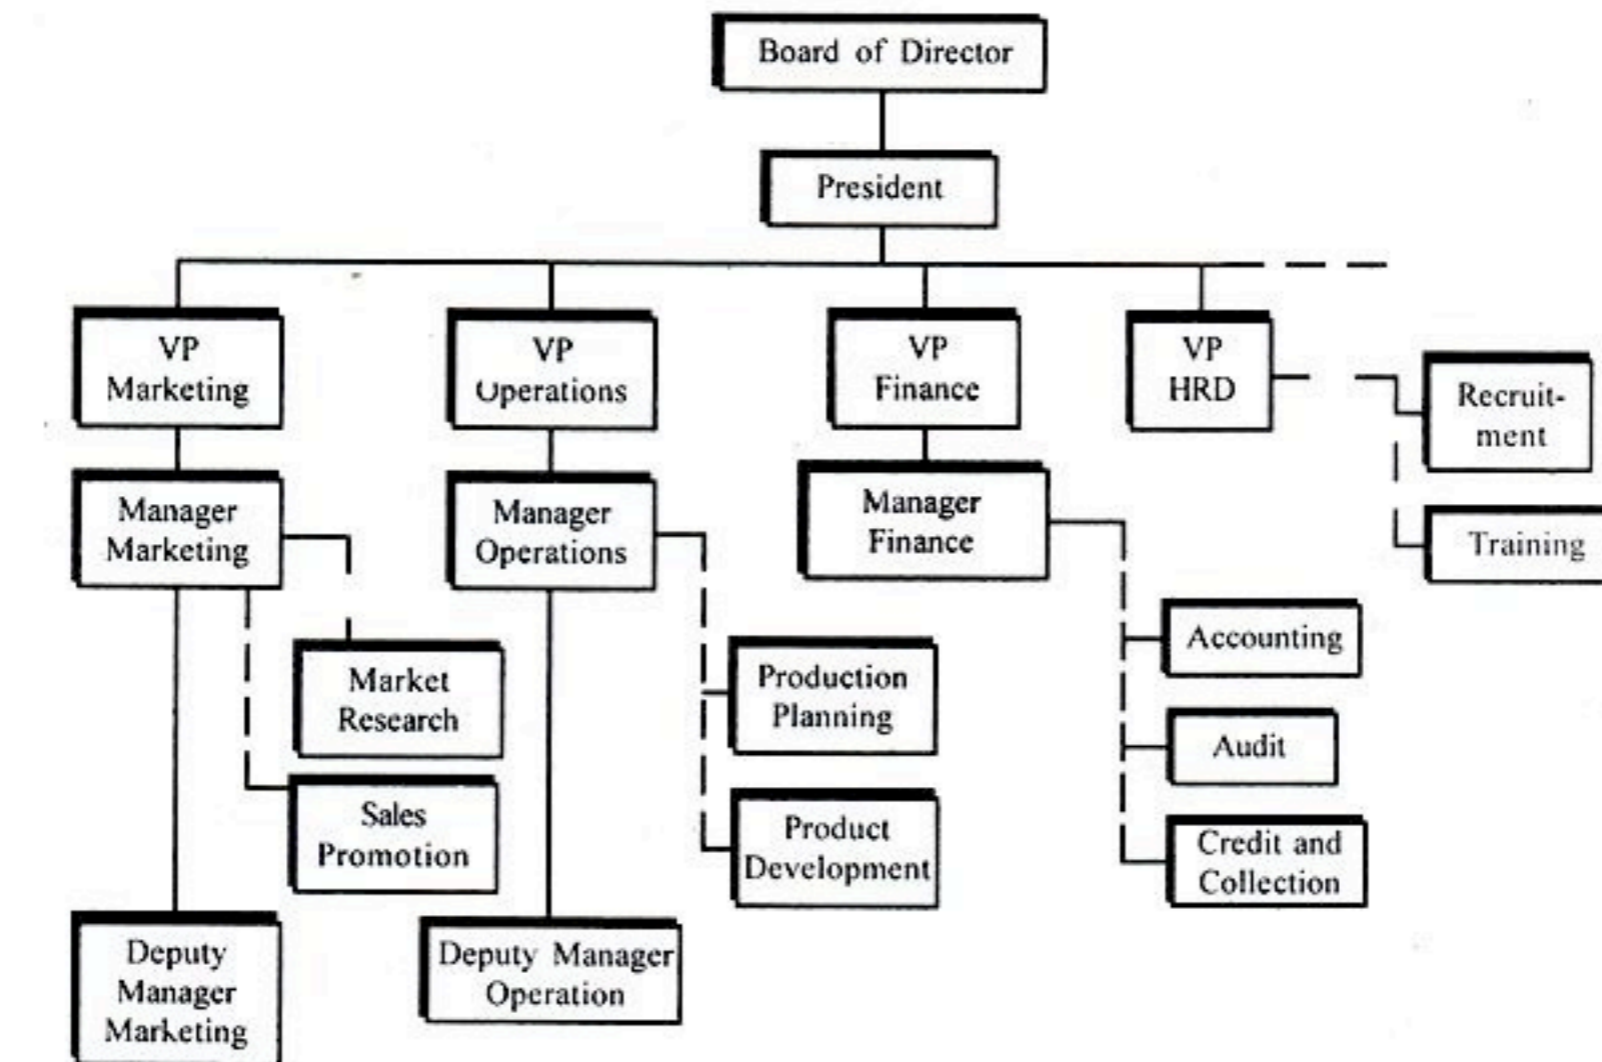 Board of Director
President
VP
Marketing
VP
Operations
VP
Finance
VP
HRD
Recruit-
ment
Training
Manager
Marketing
Manager
Operations
Manager
Finance
Market
Research
Sales
Promotion
Production
Planning
Product
Development
Accounting
Audit
Credit and
Collection
Deputy
Manager
Marketing
Deputy Manager
Operation